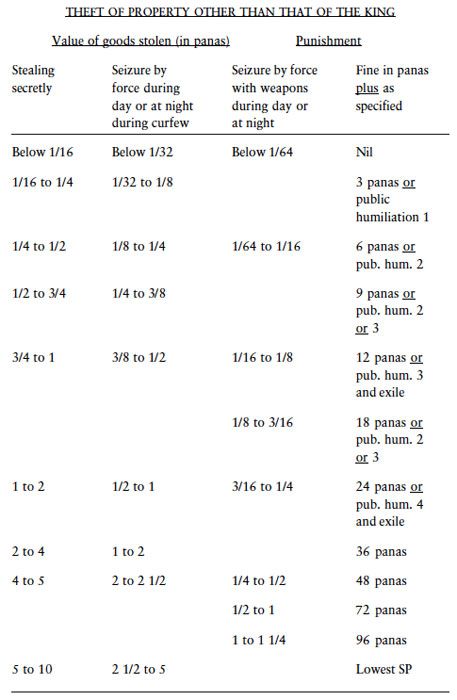 THEFT OF PROPERTY OTHER THAN THAT OF THE KING
Value of goods stolen (in panas) Punishment
Stealing Seizure by Seizure by force Fine in panas
secretly force during with weapons plus as
day or at night during day or specified
during curfew at night
Below 1/16 Below 1/32 Below 1/64 Nil
1/16 to 1/4 1/32 to 1/8 3 panas or
public
humiliation 1
1/4 to 1/2 1/8 to 1/4 1/64 to 1/16 6 panas or
pub. hum. 2
1/2 to 3/4 1/4 to 3/8 9 panas or
pub. hum. 2
or 3
3/4 to 1 3/8 to 1/2 1/16 to 1/8 12 panas or
pub. hum. 3
and exile
1/8 to 3/16 18 panas or
pub. hum. 2
or 3
1 to 2 1/2 to 1 3/16 to 1/4 24 panas or
pub. hum. 4
and exile
2 to 4 1 to 2 36 panas
4 to 5 2 to 2 1/2 1/4 to 1/2 48 panas
1/2 to 1 72 panas
1 to 1 1/4 96 panas
5 to 10 2 1/2 to 5 Lowest SP